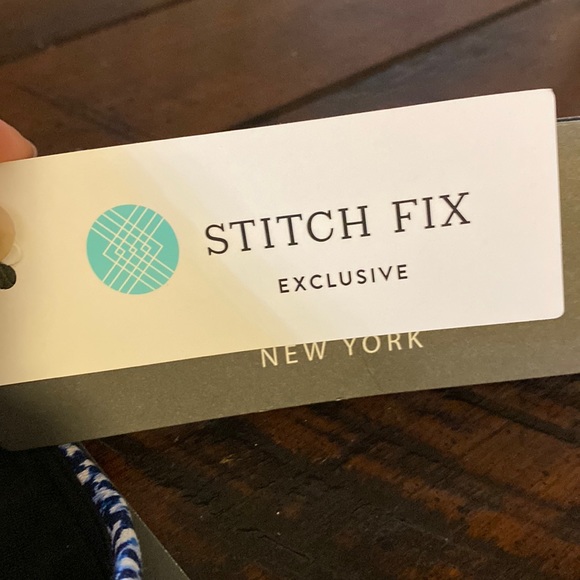 STITCH FIX
EXCLUSIVE
NEW YORK